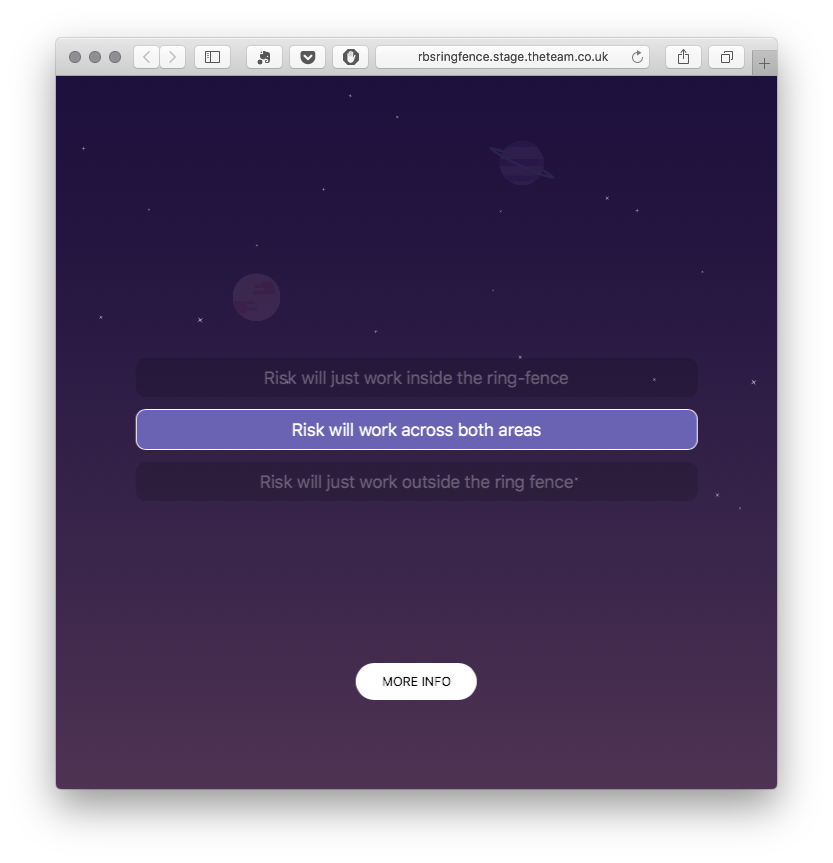 rbsringfence.stage.theteam.co.uk
Risk will just work inside the ring-fence
Risk will work across both areas
Risk will just work outside the ring fence
MORE INFO